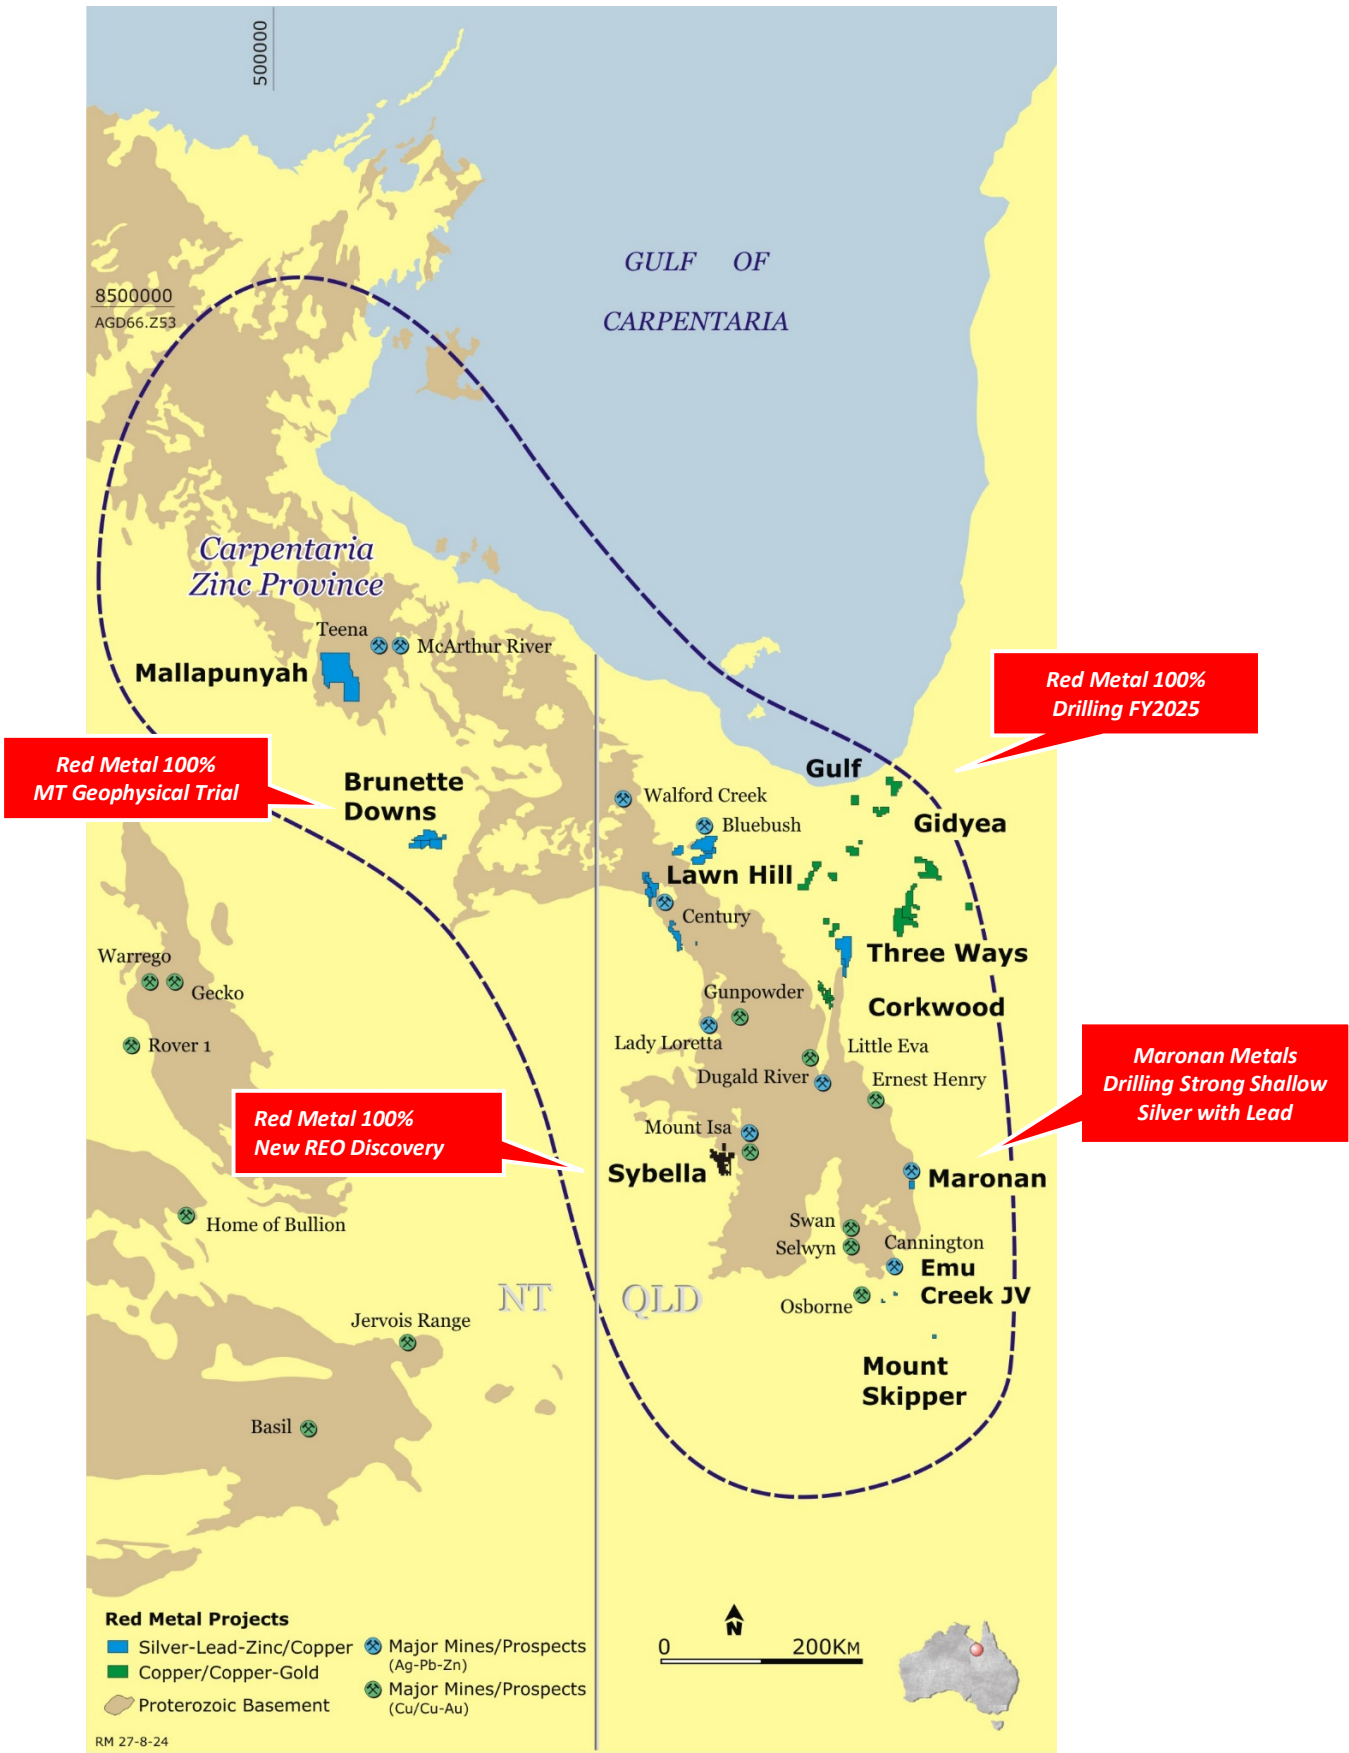 500000
GULF OF
CARPENTARIA
8500000
AGD66.Z53
Carpentaria
Zinc Province
Teena
McArthur River
Mallapunyah
Red Metal 100%
Drilling FY2025
Red Metal 100%
MT Geophysical Trial
Brunette
Downs
Gulf
Walford Creek
Bluebush
Gidyea
Lawn Hill
Century
Three Ways
Warrego
Gecko
Gunpowder
Corkwood
Rover 1
Lady Loretta
Little Eva
Dugald River
Ernest Henry
Maronan Metals
Drilling Strong Shallow
Silver with Lead
Red Metal 100%
New REO Discovery
Mount Isa
Sybella
Maronan
Home of Bullion
Swan
Selwyn
Cannington
Emu
Creek JV
NT
QLD
Osborne
Jervois Range
Mount
Skipper
Basil
Red Metal Projects
Silver-Lead-Zinc/Copper
Copper/Copper-Gold
Proterozoic Basement
Major Mines/Prospects
(Ag-Pb-Zn)
Major Mines/Prospects
(Cu/Cu-Au)
N
0 200KM
RM 27-8-24